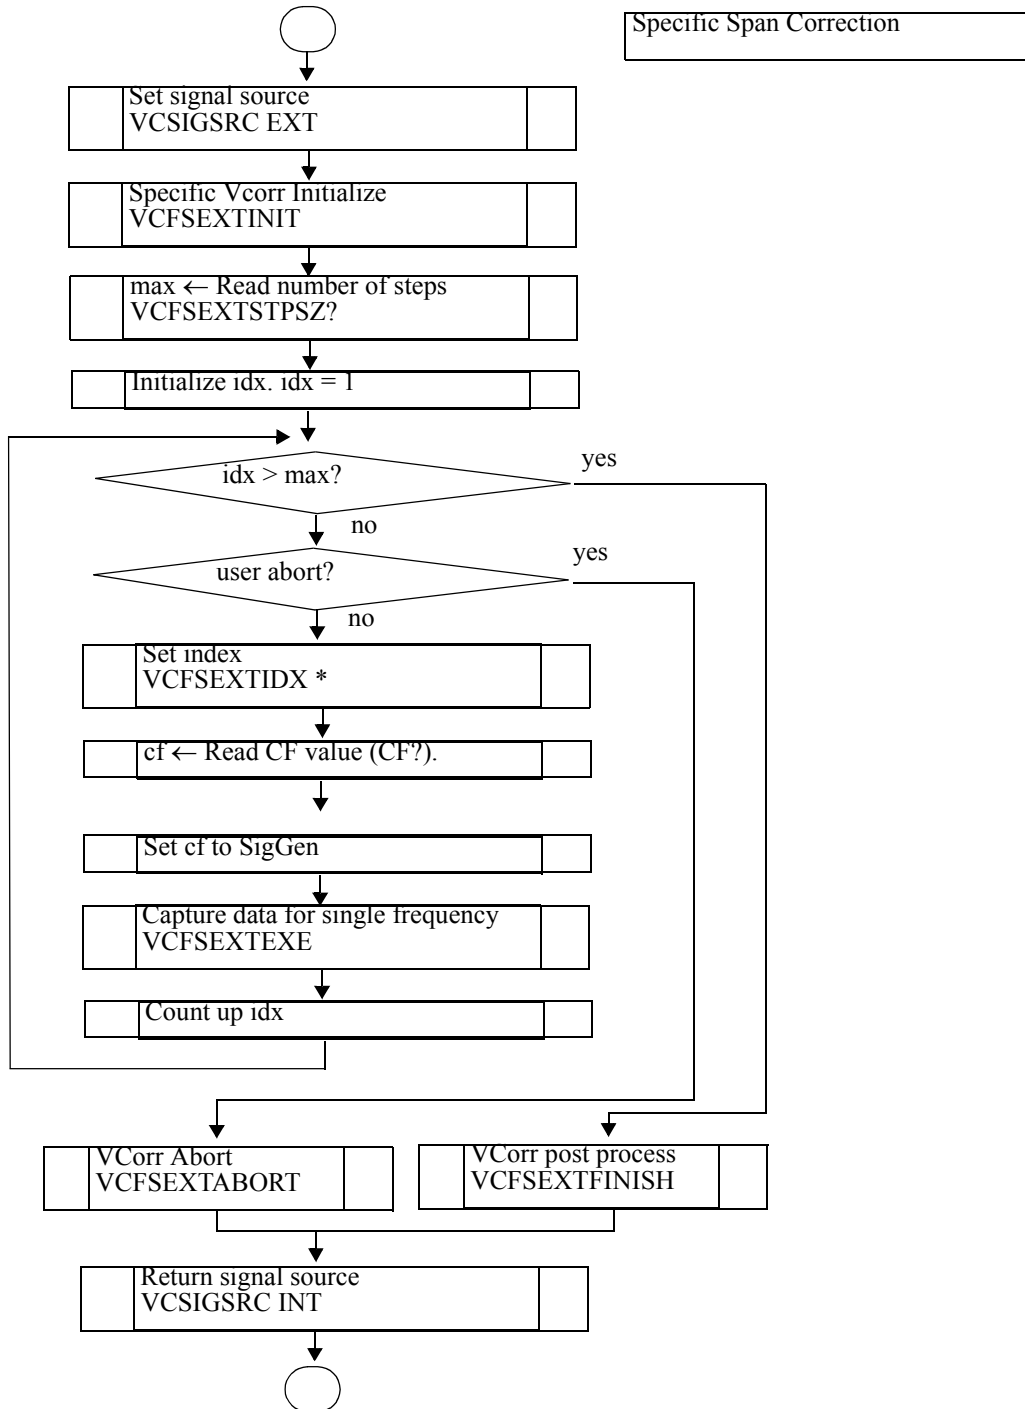 Specific Span Correction
Set signal source
VCSIGSRC EXT
Specific Vcorr Initialize
VCFSEXTINIT
max ← Read number of steps
VCFSEXTSTPSZ?
Initialize idx. idx = 1
idx > max?
yes
no
user abort?
yes
no
Set index
VCFSEXTIDX *
cf ← Read CF value (CF?).
Set cf to SigGen
Capture data for single frequency
VCFSEXTEXE
Count up idx
VCorr Abort
VCFSEXTABORT
VCorr post process
VCFSEXTFINISH
Return signal source
VCSIGSRC INT